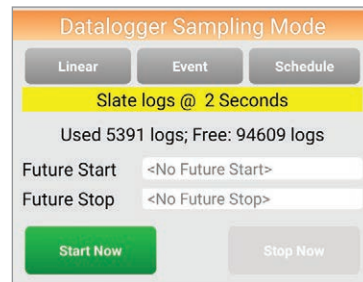 Datalogger Sampling Mode
Linear Event Schedule
Slate logs @ 2 Seconds
Used 5391 logs; Free: 94609 logs
Future Start <No Future Start>
Future Stop <No Future Stop>
Start Now Stop Now